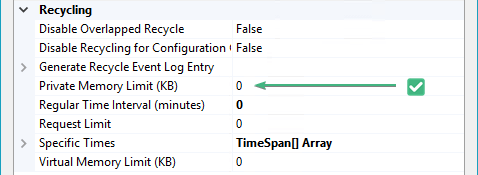 Recycling
Disable Overlapped Recycle False
Disable Recycling for Configuration False
Generate Recycle Event Log Entry
Private Memory Limit (KB) 0
Regular Time Interval (minutes) 0
Request Limit 0
Specific Times TimeSpan[] Array
Virtual Memory Limit (KB) 0